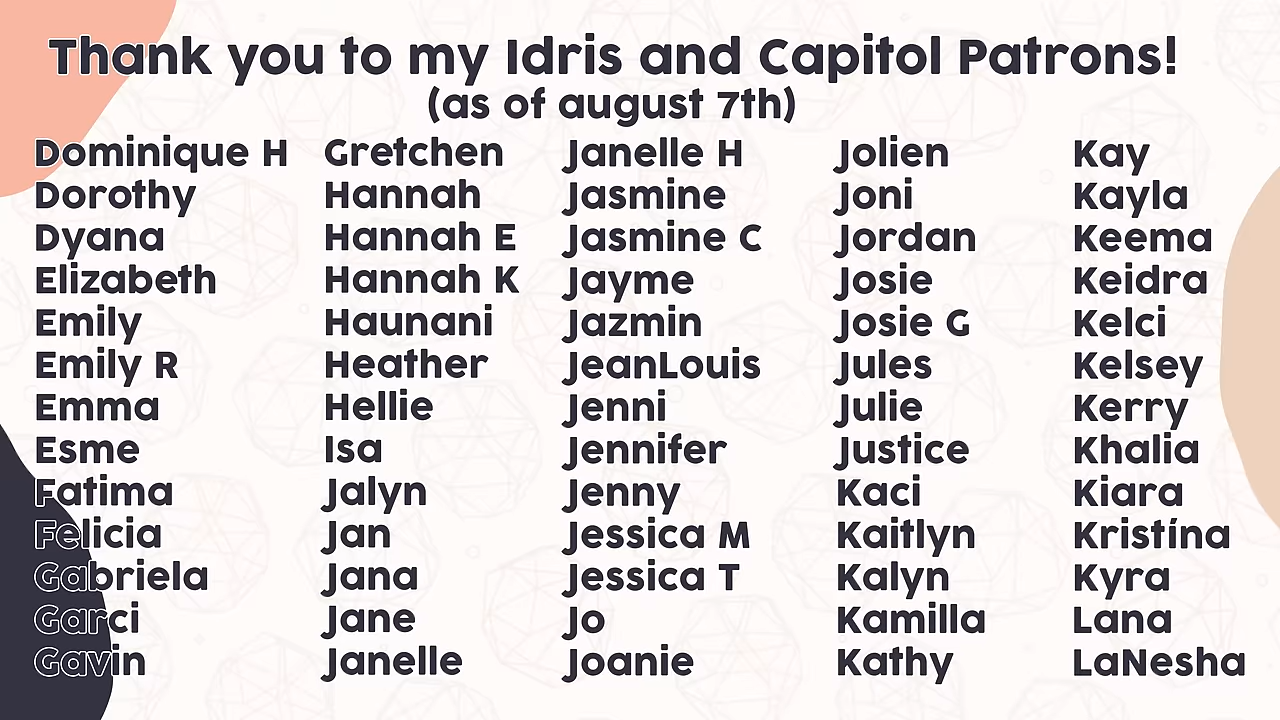 Thank you to my Idris and Capitol Patrons!
(as of august 7th)
Dominique H
Dorothy
Dyana
Elizabeth
Emily
Emily R
Emma
Esme
Fatima
Felicia
Gabriela
Garci
Gavin
Gretchen
Hannah
Hannah E
Hannah K
Haunani
Heather
Hellie
Isa
Jalyn
Jan
Jana
Jane
Janelle
Janelle H
Jasmine
Jasmine C
Jayme
Jazmin
JeanLouis
Jenni
Jennifer
Jenny
Jessica M
Jessica T
Jo
Joanie
Jolien
Joni
Jordan
Josie
Josie G
Jules
Julie
Justice
Kaci
Kaitlyn
Kalyn
Kamilla
Kathy
Kay
Kayla
Keema
Keidra
Kelci
Kelsey
Kerry
Khalia
Kiara
Kristína
Kyra
Lana
LaNesha